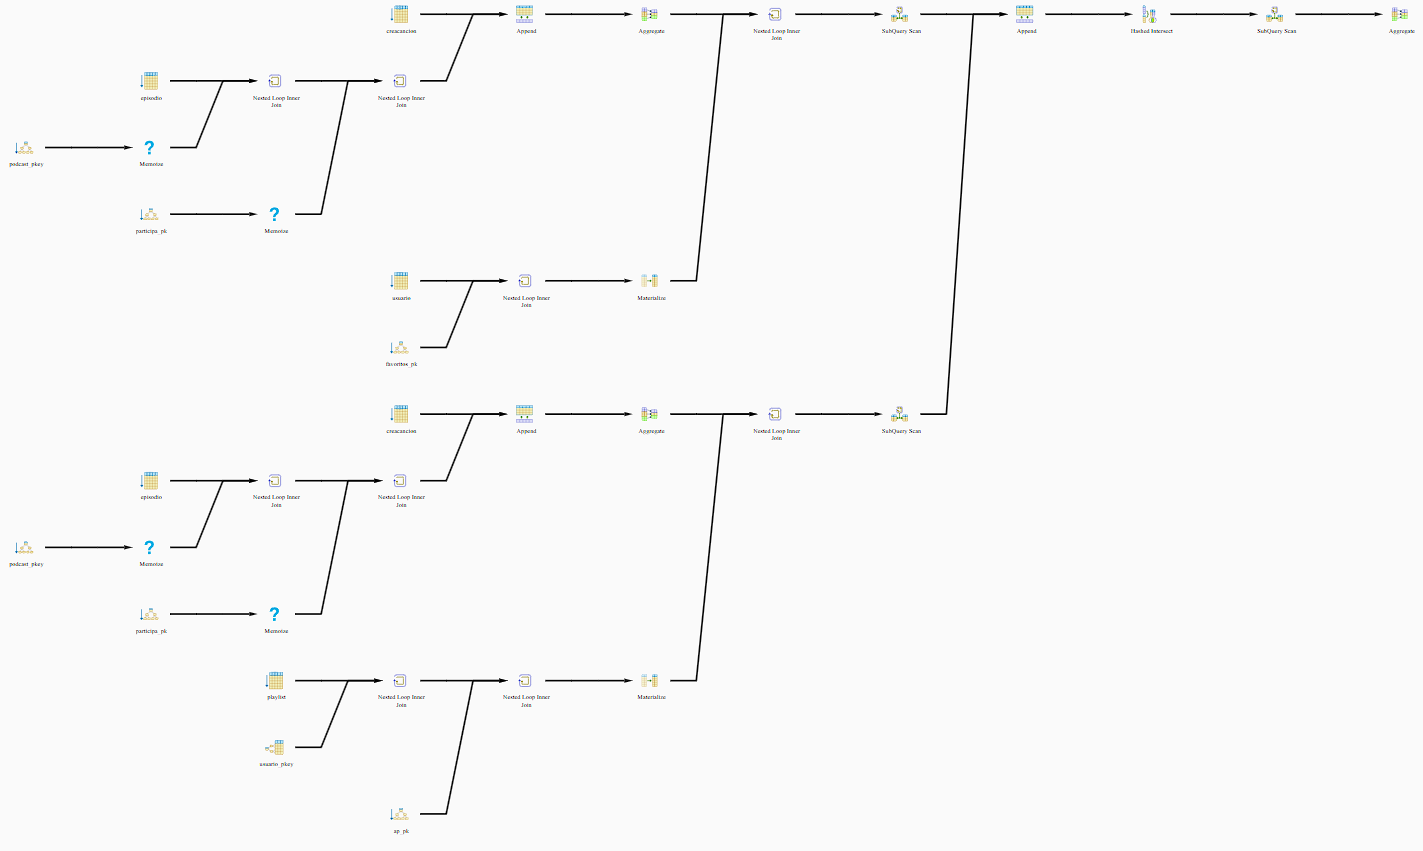 creacancion
Append
Aggregate
Nested Loop Inner
Join
SubQuery Scan
Append
Hashed Intersect
SubQuery Scan
Aggregate
episodio
Nested Loop Inner
Join
Nested Loop Inner
Join
podcast_pkey
Memoize
?
participa_pk
Memoize
?
usuario
Nested Loop Inner
Join
Materialize
favoritos_pk
creacancion
Append
Aggregate
Nested Loop Inner
Join
SubQuery Scan
episodio
Nested Loop Inner
Join
Nested Loop Inner
Join
podcast_pkey
?
Memoize
participa_pk
?
Memoize
playlist
Nested Loop Inner
Join
Nested Loop Inner
Join
Materialize
usuario_pkey
ap_pk